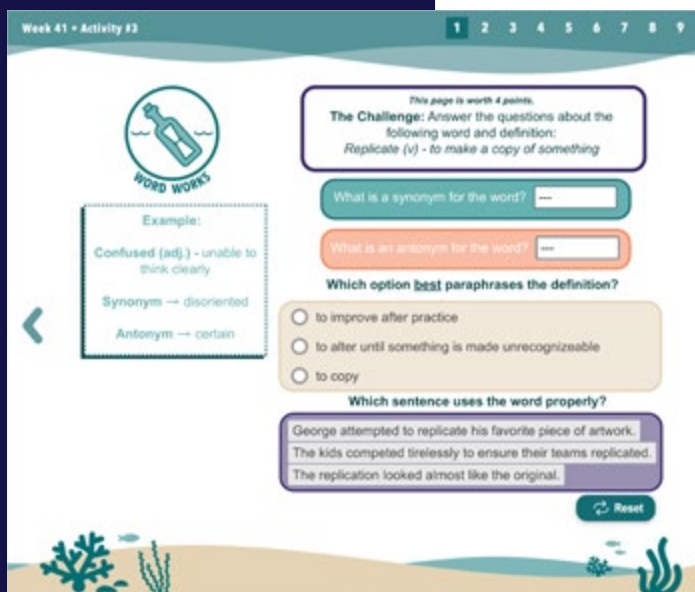 Week 41 • Activity #3
1 2 3 4 5 6 7 8 9
WORD WORKS
Example:
Confused (adj.) - unable to
think clearly
Synonym → disoriented
Antonym → certain
This page is worth 4 points.
The Challenge: Answer the questions about the
following word and definition:
Replicate (v) - to make a copy of something
What is a synonym for the word? ---
What is an antonym for the word? ---
Which option best paraphrases the definition?
to improve after practice
to alter until something is made unrecognizeable
to copy
Which sentence uses the word properly?
George attempted to replicate his favorite piece of artwork.
The kids competed tirelessly to ensure their teams replicated.
The replication looked almost like the original.
Reset